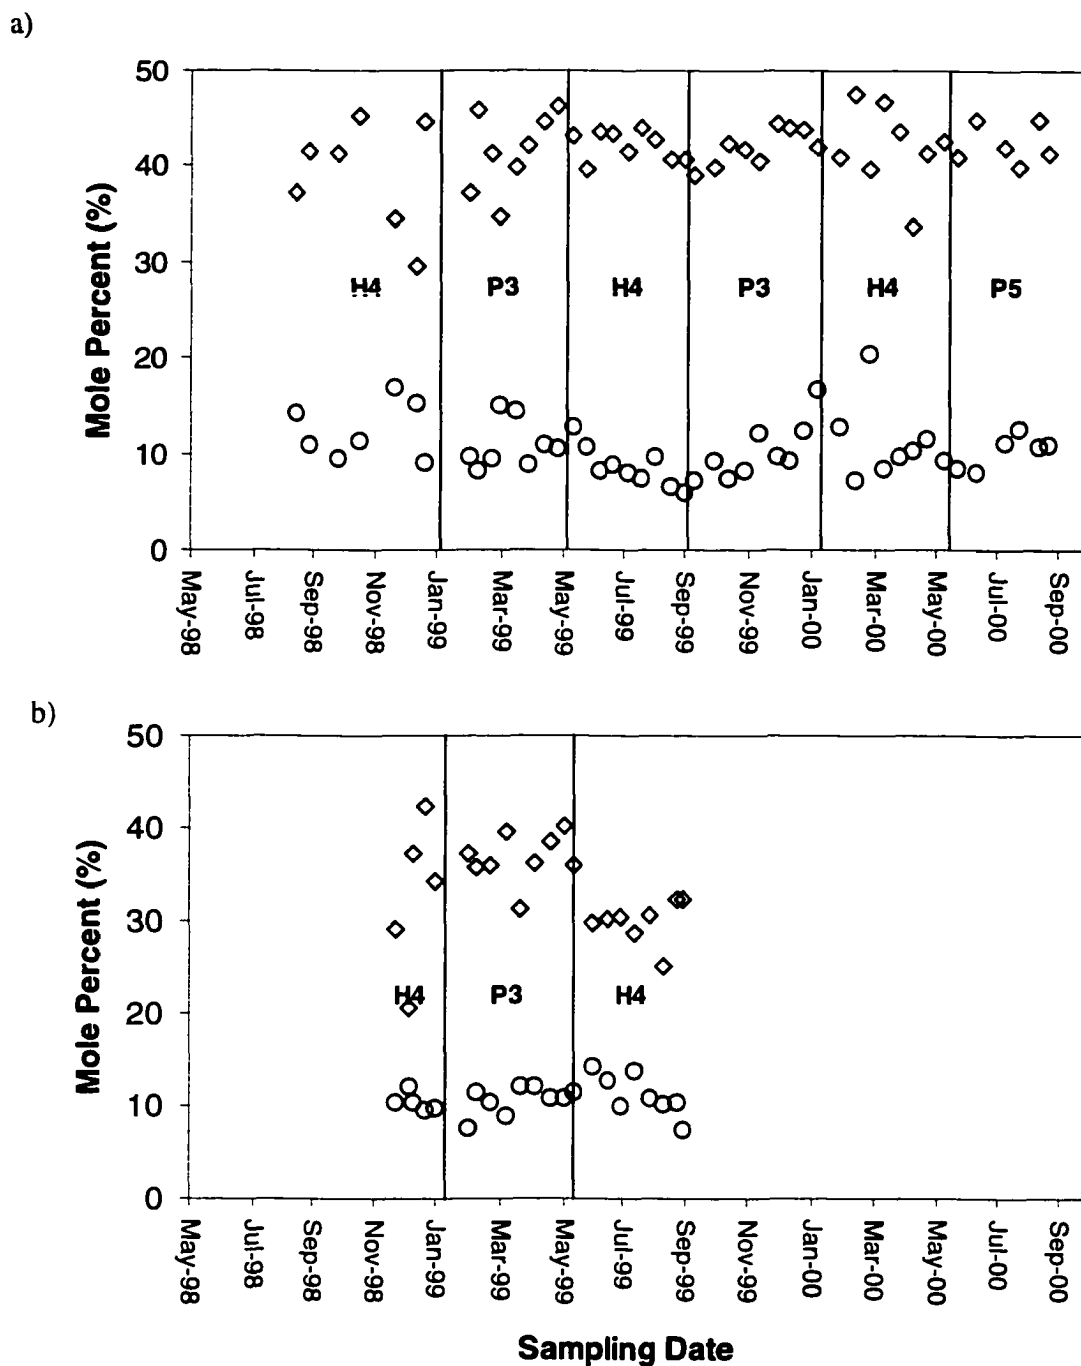 a)
50
40
30
20
10
0
Mole Percent (%)
H4 P3 H4 P3 H4 P5
May-98 Jul-98 Sep-98 Nov-98 Jan-99 Mar-99 May-99 Jul-99 Sep-99 Nov-99 Jan-00 Mar-00 May-00 Jul-00 Sep-00
b)
50
40
30
20
10
0
Mole Percent (%)
H4 P3 H4
May-98 Jul-98 Sep-98 Nov-98 Jan-99 Mar-99 May-99 Jul-99 Sep-99 Nov-99 Jan-00 Mar-00 May-00 Jul-00 Sep-00
Sampling Date